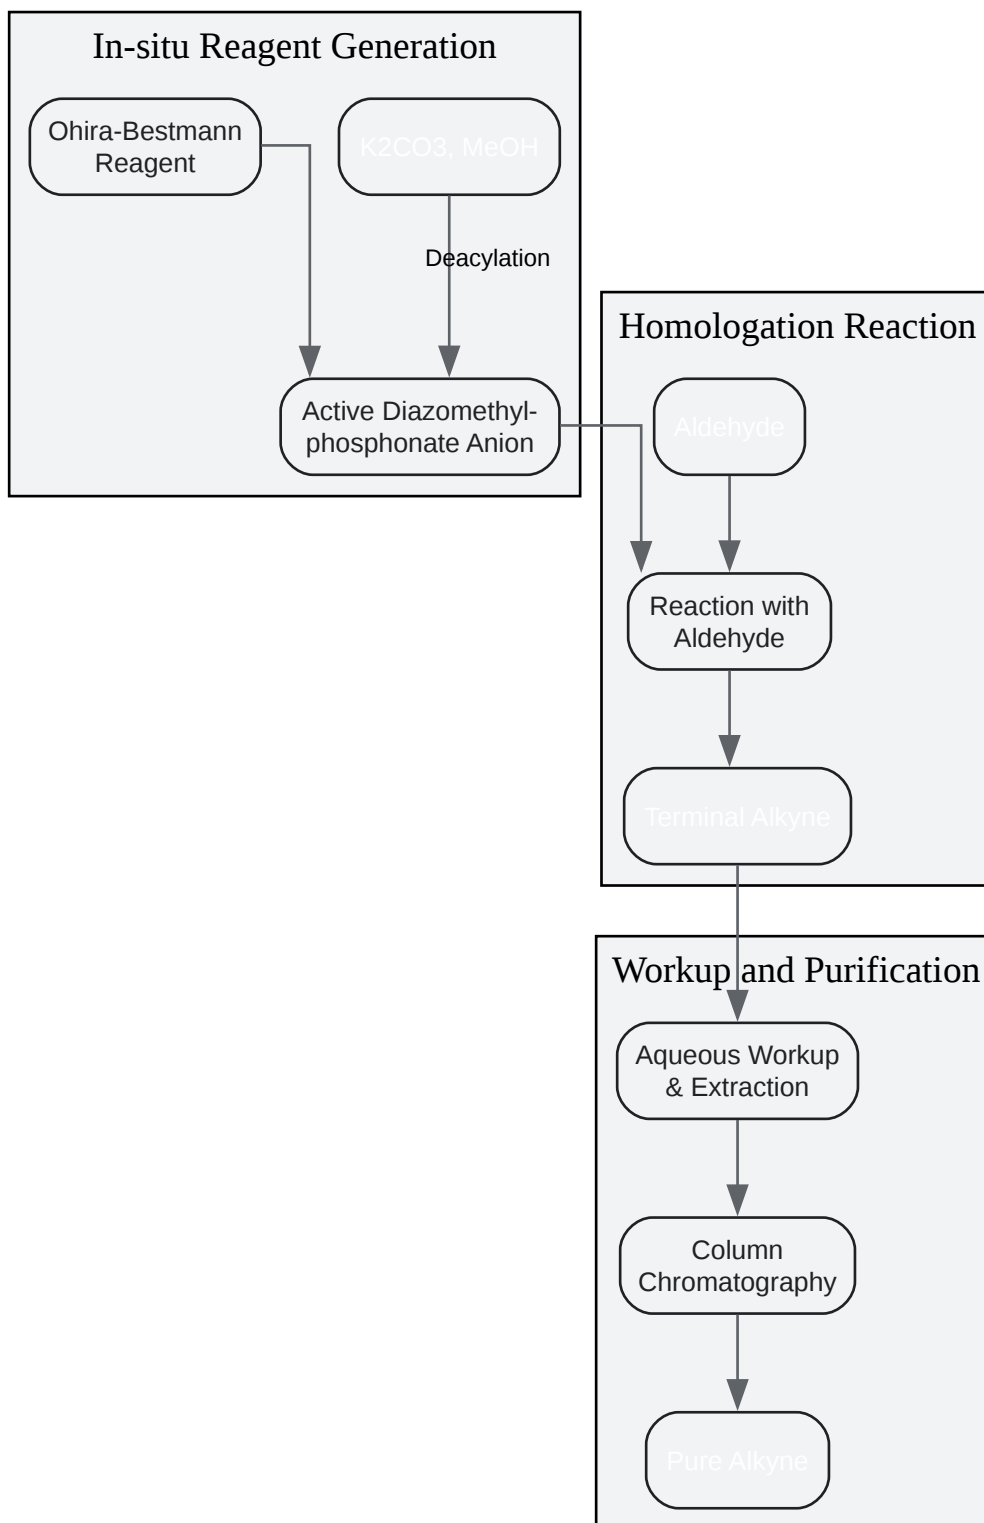 In-situ Reagent Generation
Ohira-Bestmann
Reagent
K2CO3, MeOH
Deacylation
Active Diazomethyl-
phosphonate Anion
Homologation Reaction
Aldehyde
Reaction with
Aldehyde
Terminal Alkyne
Workup and Purification
Aqueous Workup
& Extraction
Column
Chromatography
Pure Alkyne